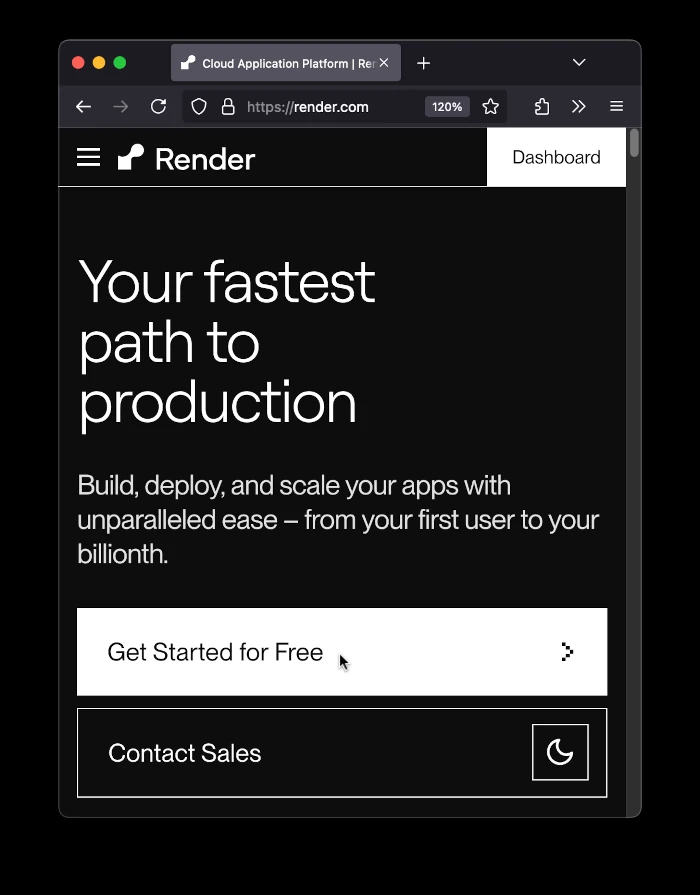 Cloud Application Platform | Rer
https://render.com
120%
Render
Dashboard
Your fastest
path to
production
Build, deploy, and scale your apps with
unparalleled ease – from your first user to your
billionth.
Get Started for Free
Contact Sales